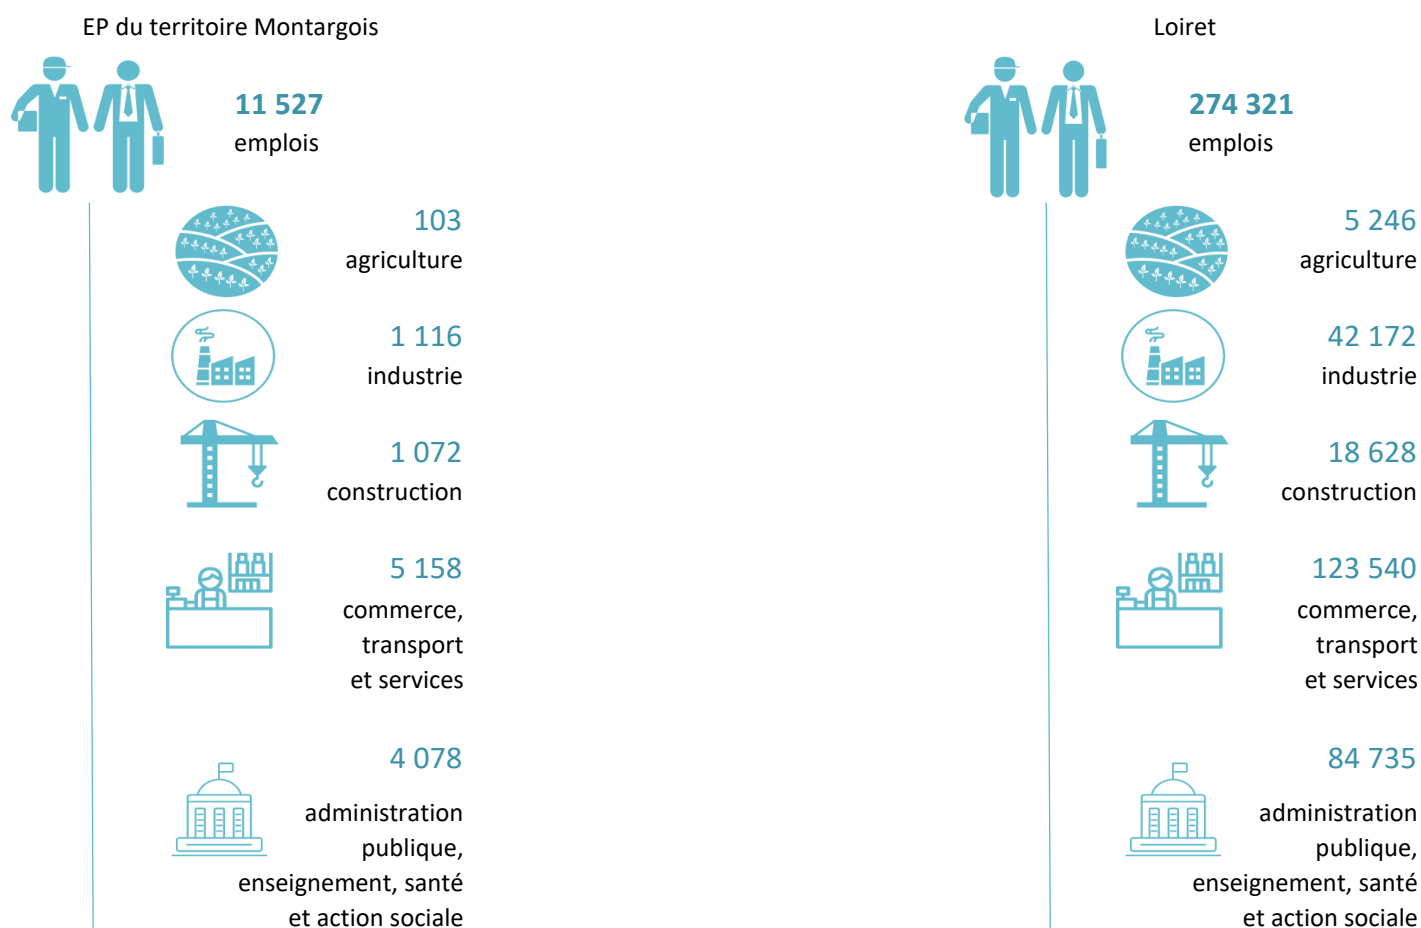 EP du territoire Montargois
11 527
emplois
103
agriculture
1 116
industrie
1 072
construction
5 158
commerce,
transport
et services
4 078
administration
publique,
enseignement, santé
et action sociale
Loiret
274 321
emplois
5 246
agriculture
42 172
industrie
18 628
construction
123 540
commerce,
transport
et services
84 735
administration
publique,
enseignement, santé
et action sociale